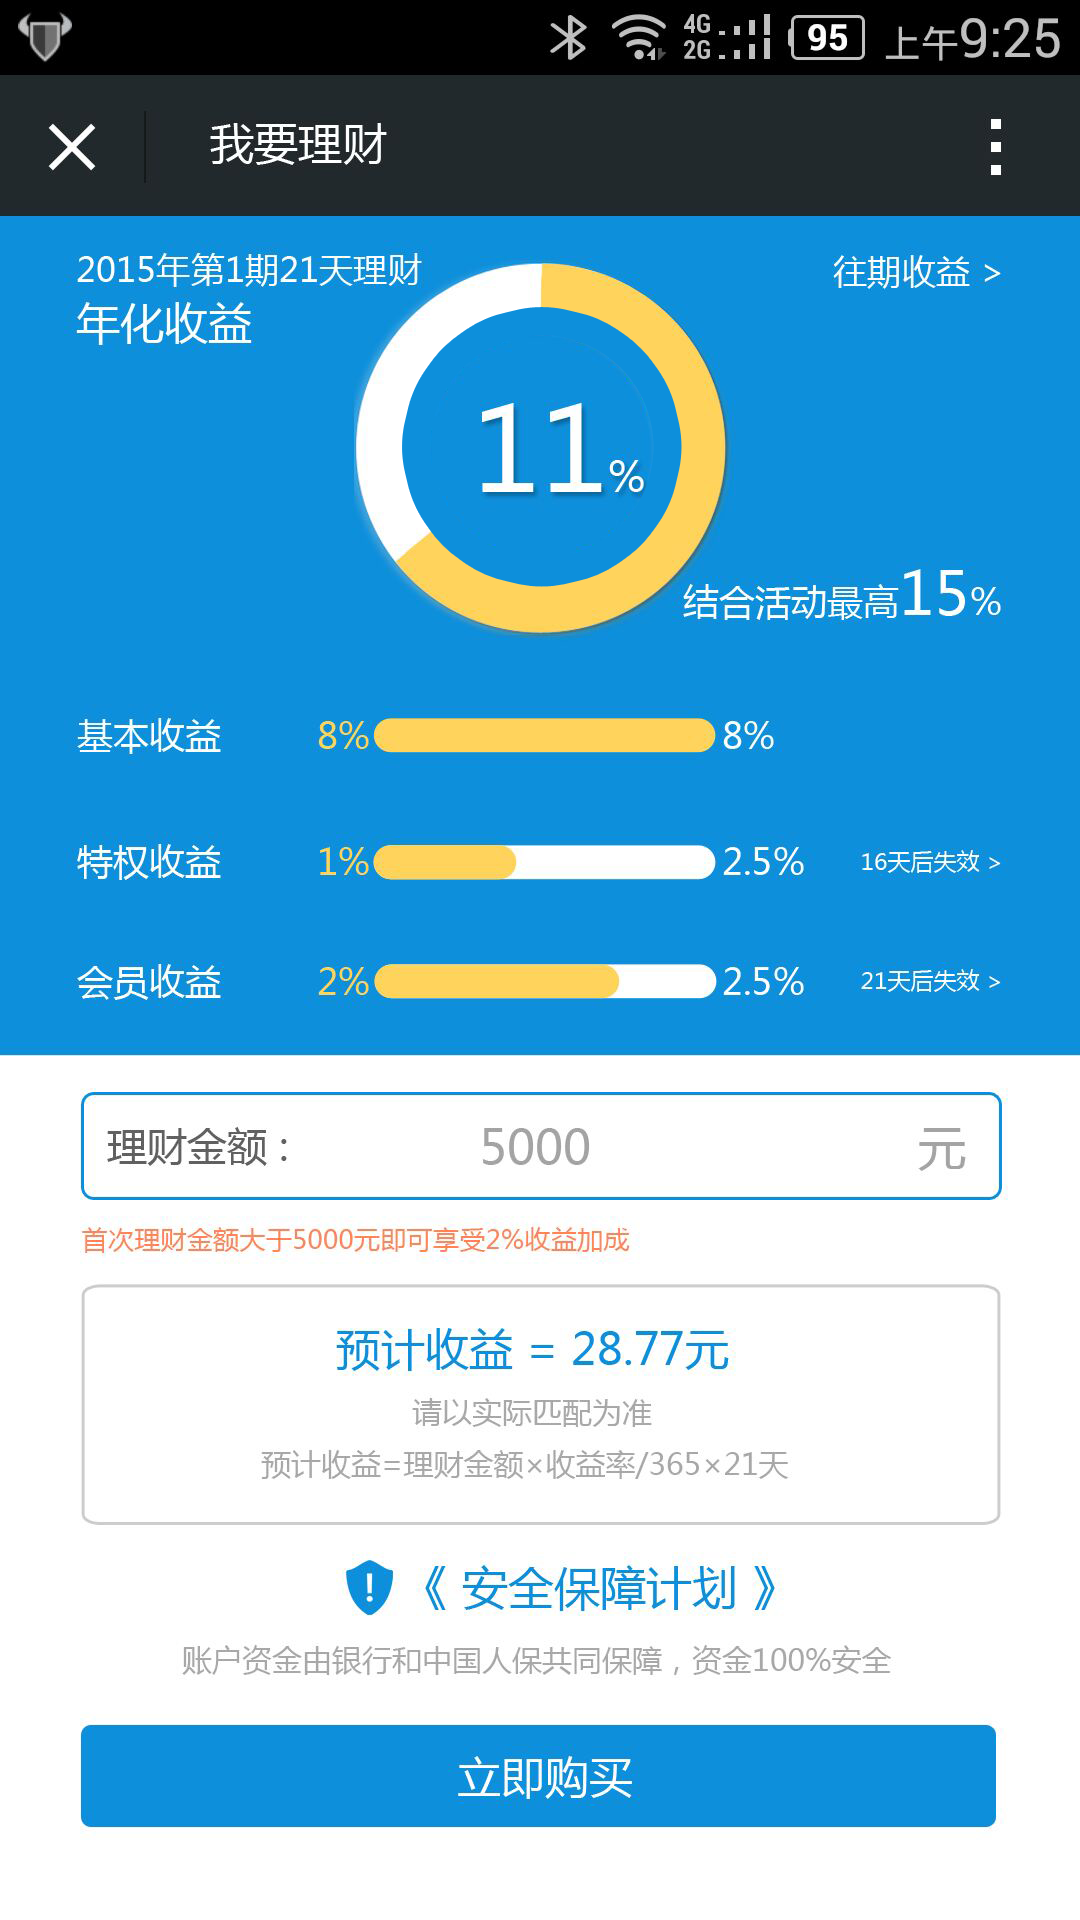 4G
2G
95
上午9:25
我要理财
2015年第1期21天理财
往期收益 >
年化收益
11%
结合活动最高15%
基本收益 8% 8%
特权收益 1% 2.5% 16天后失效 >
会员收益 2% 2.5% 21天后失效 >
理财金额： 5000 元
首次理财金额大于5000元即可享受2%收益加成
预计收益 = 28.77元
请以实际匹配为准
预计收益=理财金额×收益率/365×21天
《 安全保障计划 》
账户资金由银行和中国人保共同保障，资金100%安全
立即购买